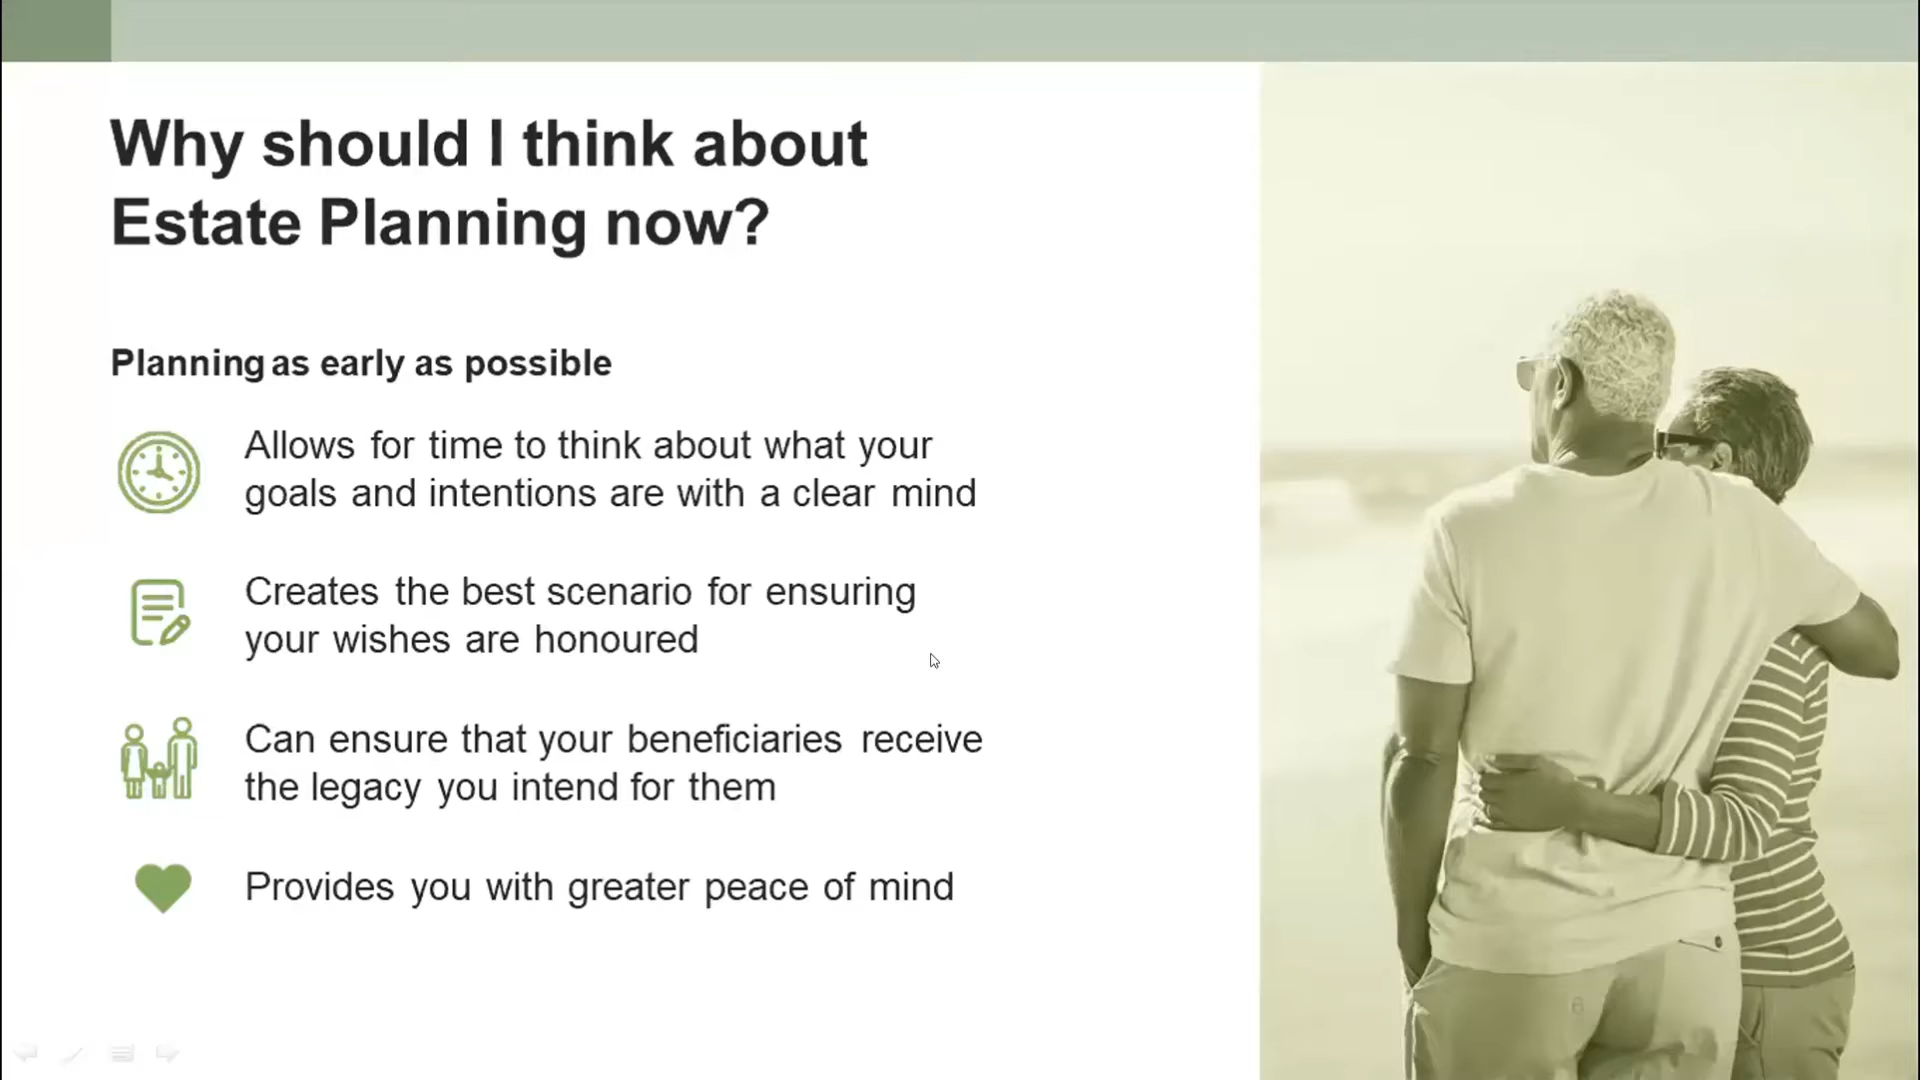 Why should I think about
Estate Planning now?
Planning as early as possible
Allows for time to think about what your
goals and intentions are with a clear mind
Creates the best scenario for ensuring
your wishes are honoured
Can ensure that your beneficiaries receive
the legacy you intend for them
Provides you with greater peace of mind